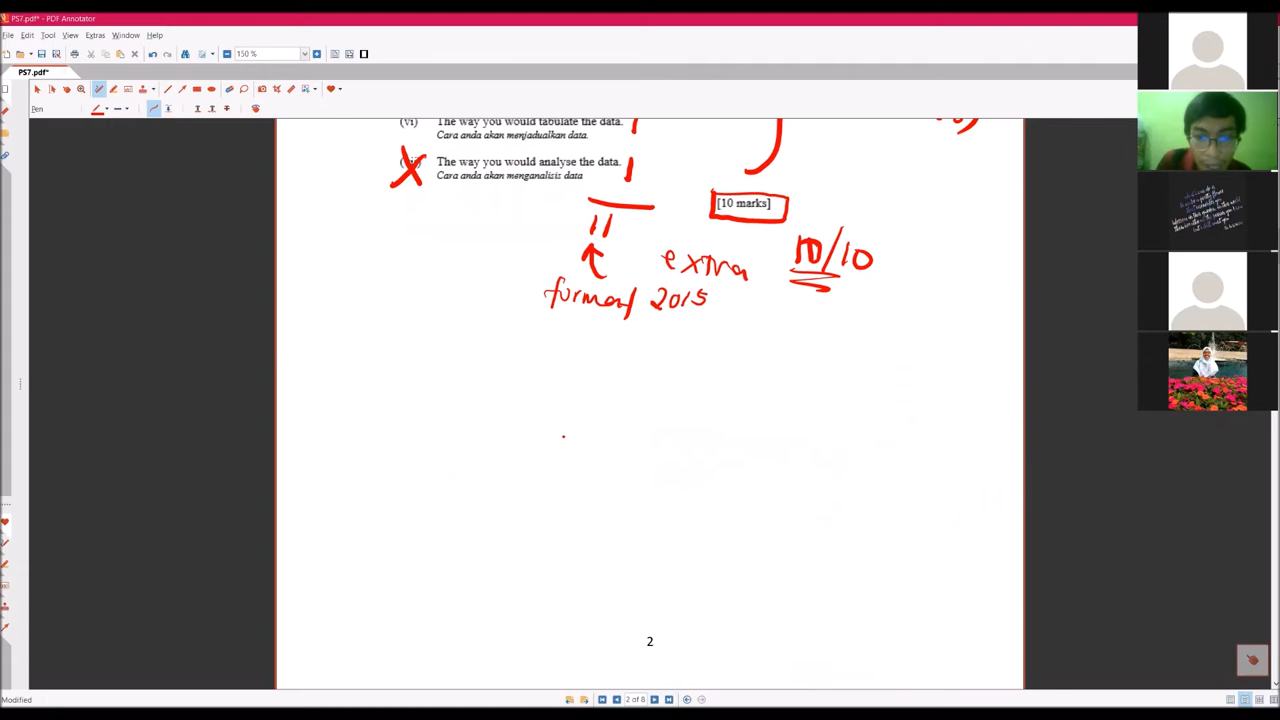 PS7.pdf* - PDF Annotator
File Edit Tool View Extras Window Help
150 %
PS7.pdf*
Pen
(vi) The way you would tabulate the data. 1
Cara anda akan menjadualkan data.
The way you would analyse the data. 1
Cara anda akan menganalisis data
[10 marks]
11
extra 10/10
format 2015
2
Modified
2 of 8